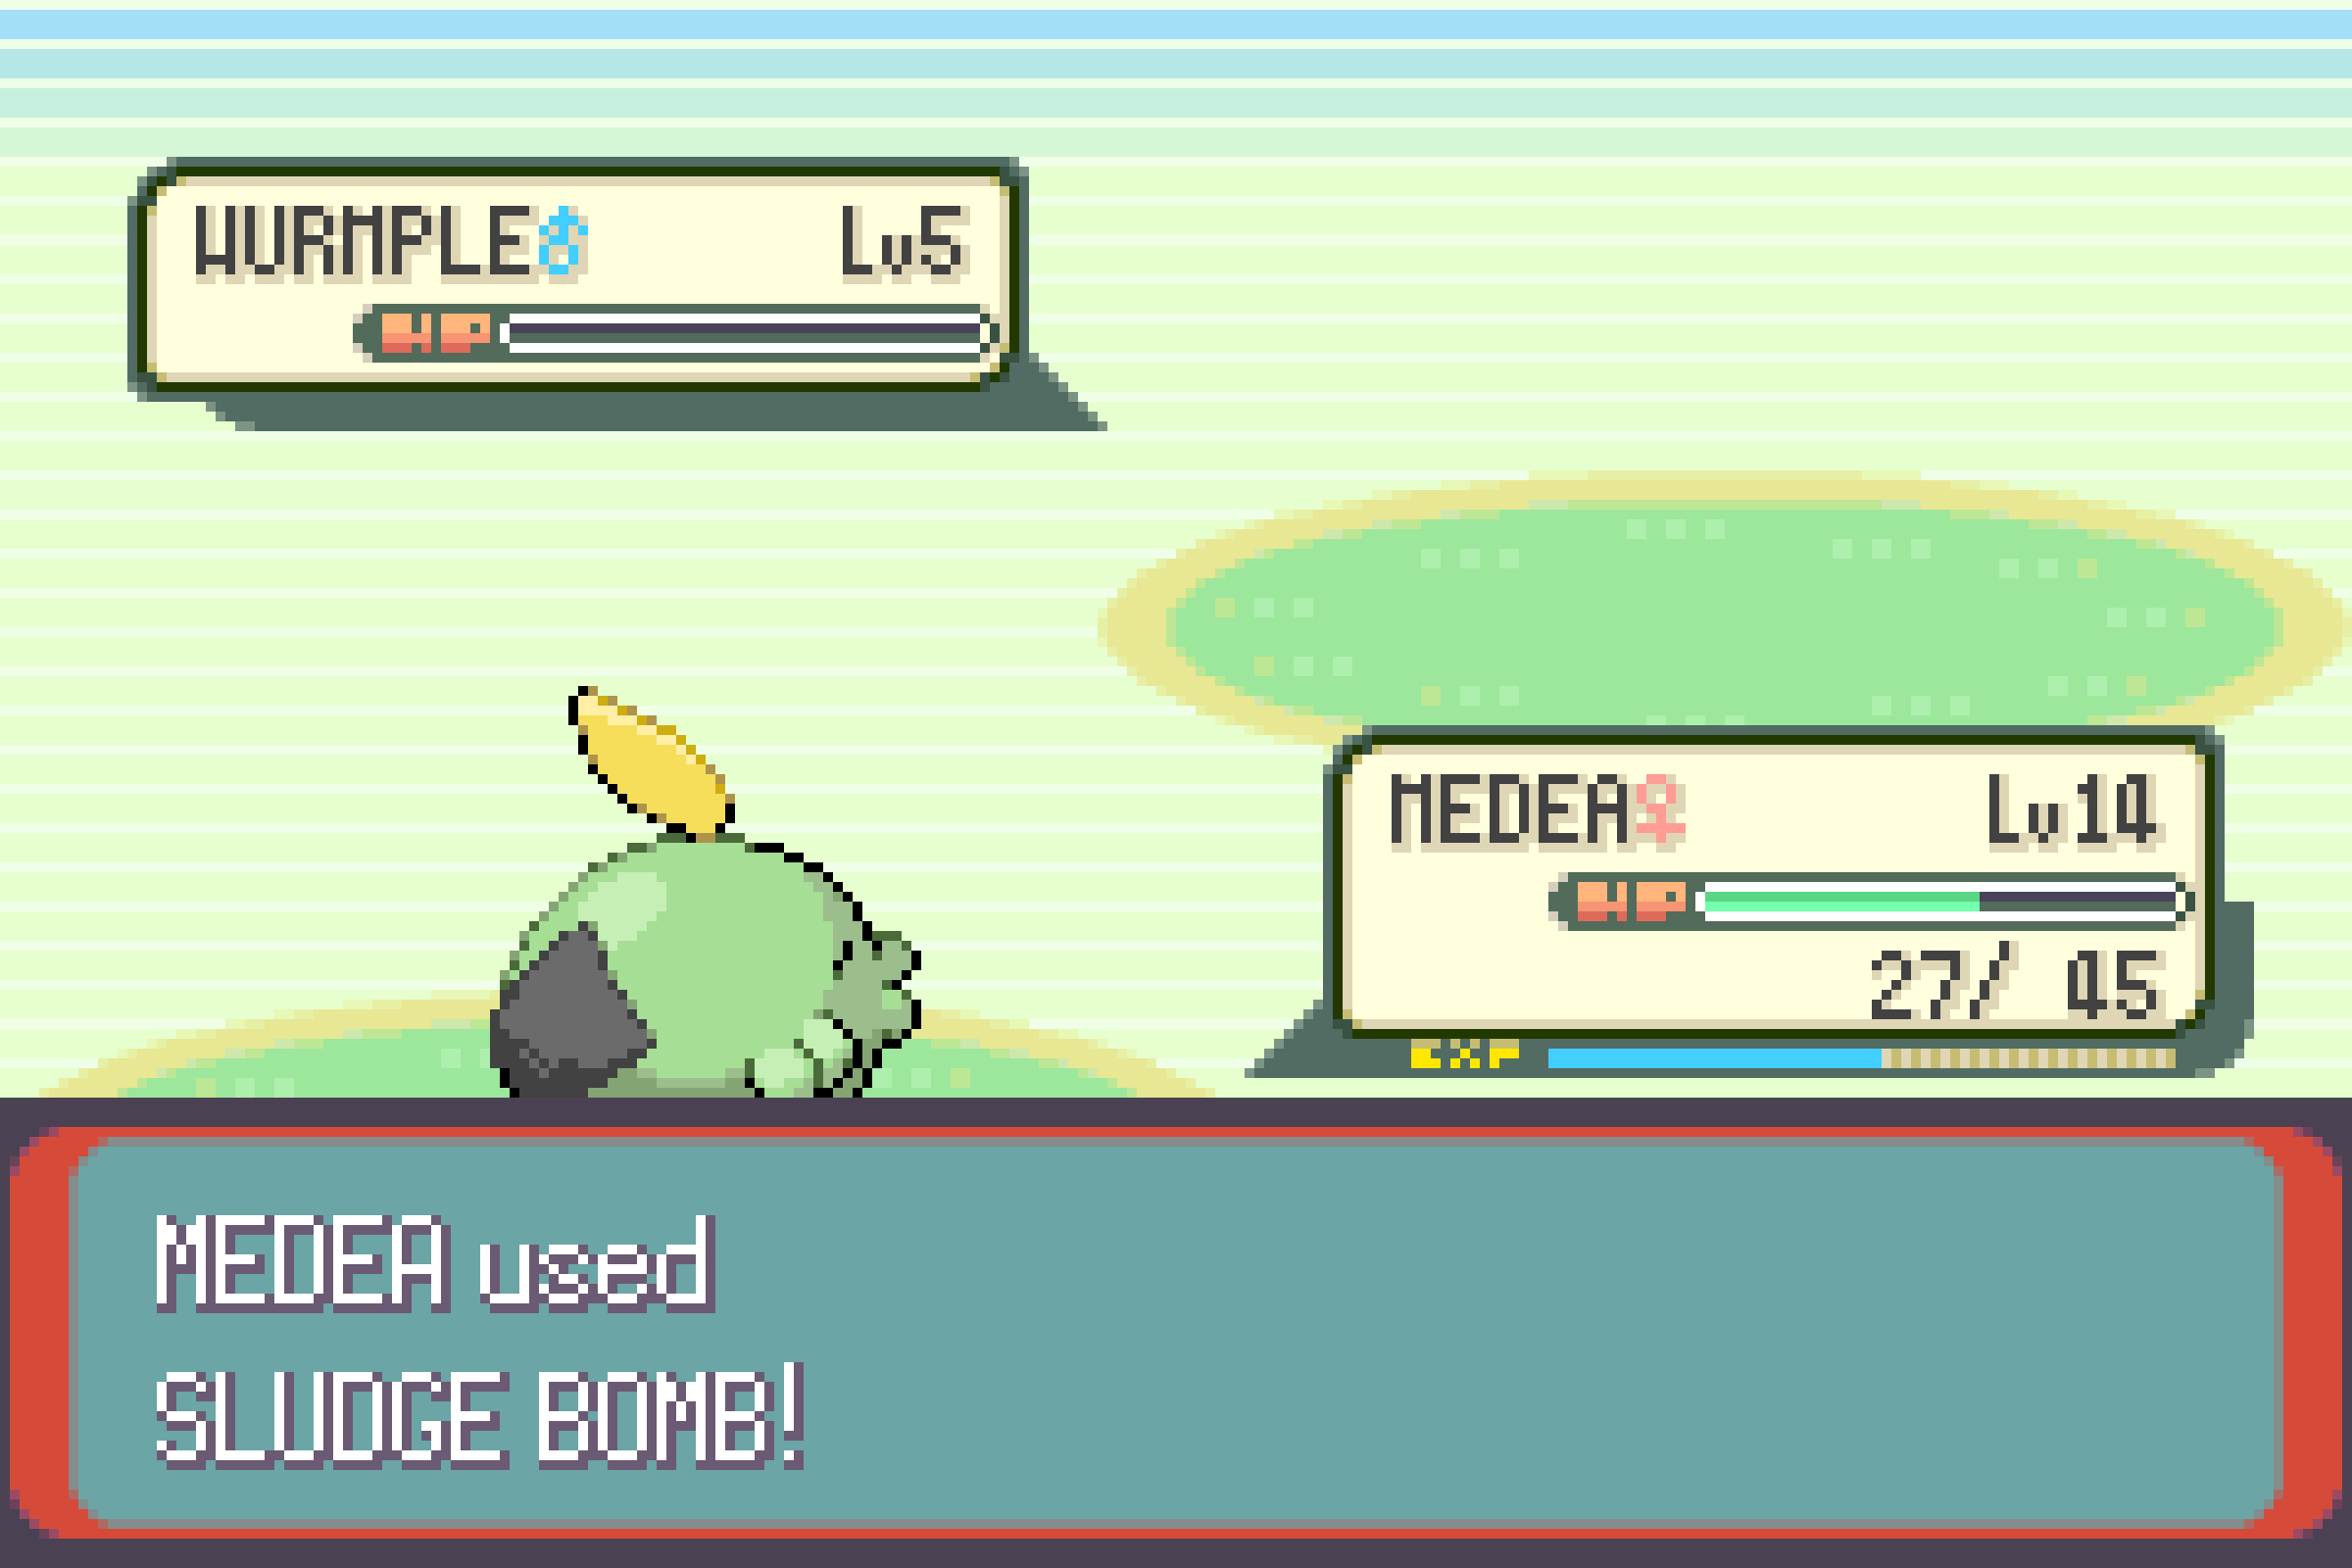 WURMPLE♂ Lv5
HP
MEDEA♀ Lv14
HP
27/ 45
EXP
MEDEA used
SLUDGE BOMB!